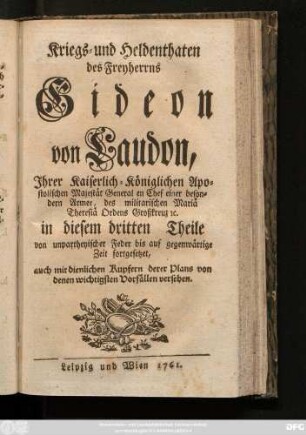 Kriegs- und Heldenthaten
des Freyherrns
Gideon
von Laudon,
Ihrer Kaiserlich-Königlichen Apo-
stolischen Majestät General en Chef einer beson-
dern Armee, des militarischen Mariä
Theresiä Ordens Großkreuz ꝛc.
in diesem dritten Theile
von unpartheyischer Feder bis auf gegenwärtige
Zeit fortgesetzet,
auch mit dienlichen Kupfern derer Plans von
denen wichtigsten Vorfällen versehen.
Leipzig und Wien 1761.